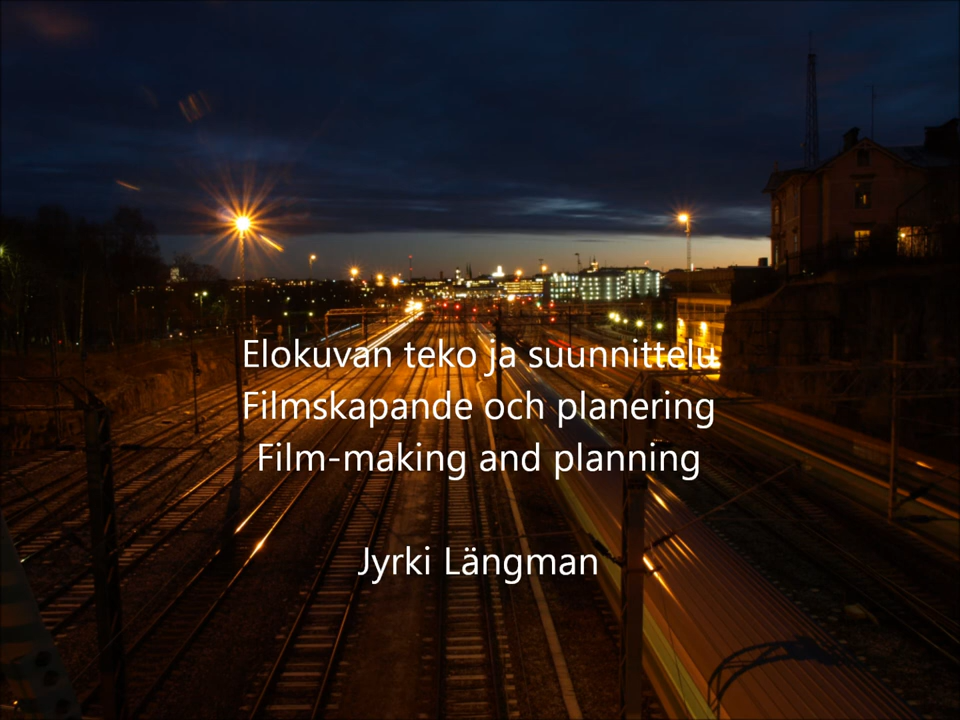 Elokuvan teko ja suunnittelu
Filmskapande och planering
Film-making and planning
Jyrki Längman